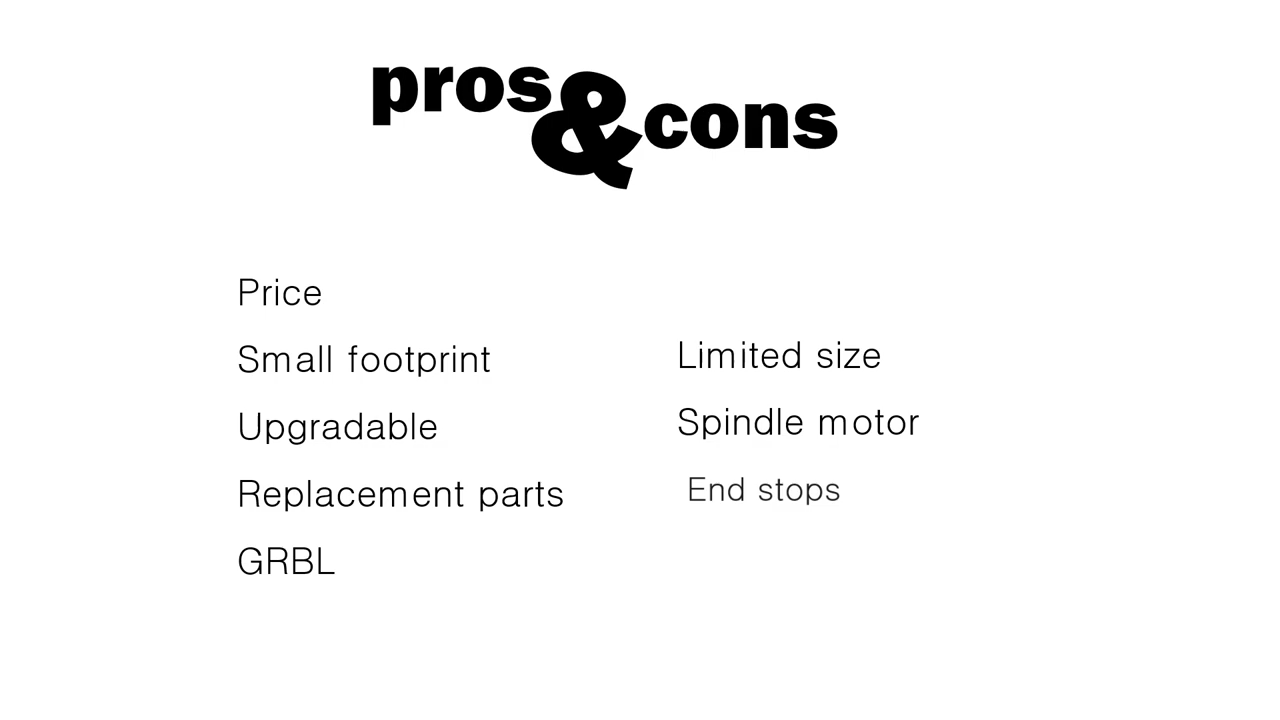 pros & cons
Price
Small footprint
Upgradable
Replacement parts
GRBL
Limited size
Spindle motor
End stops